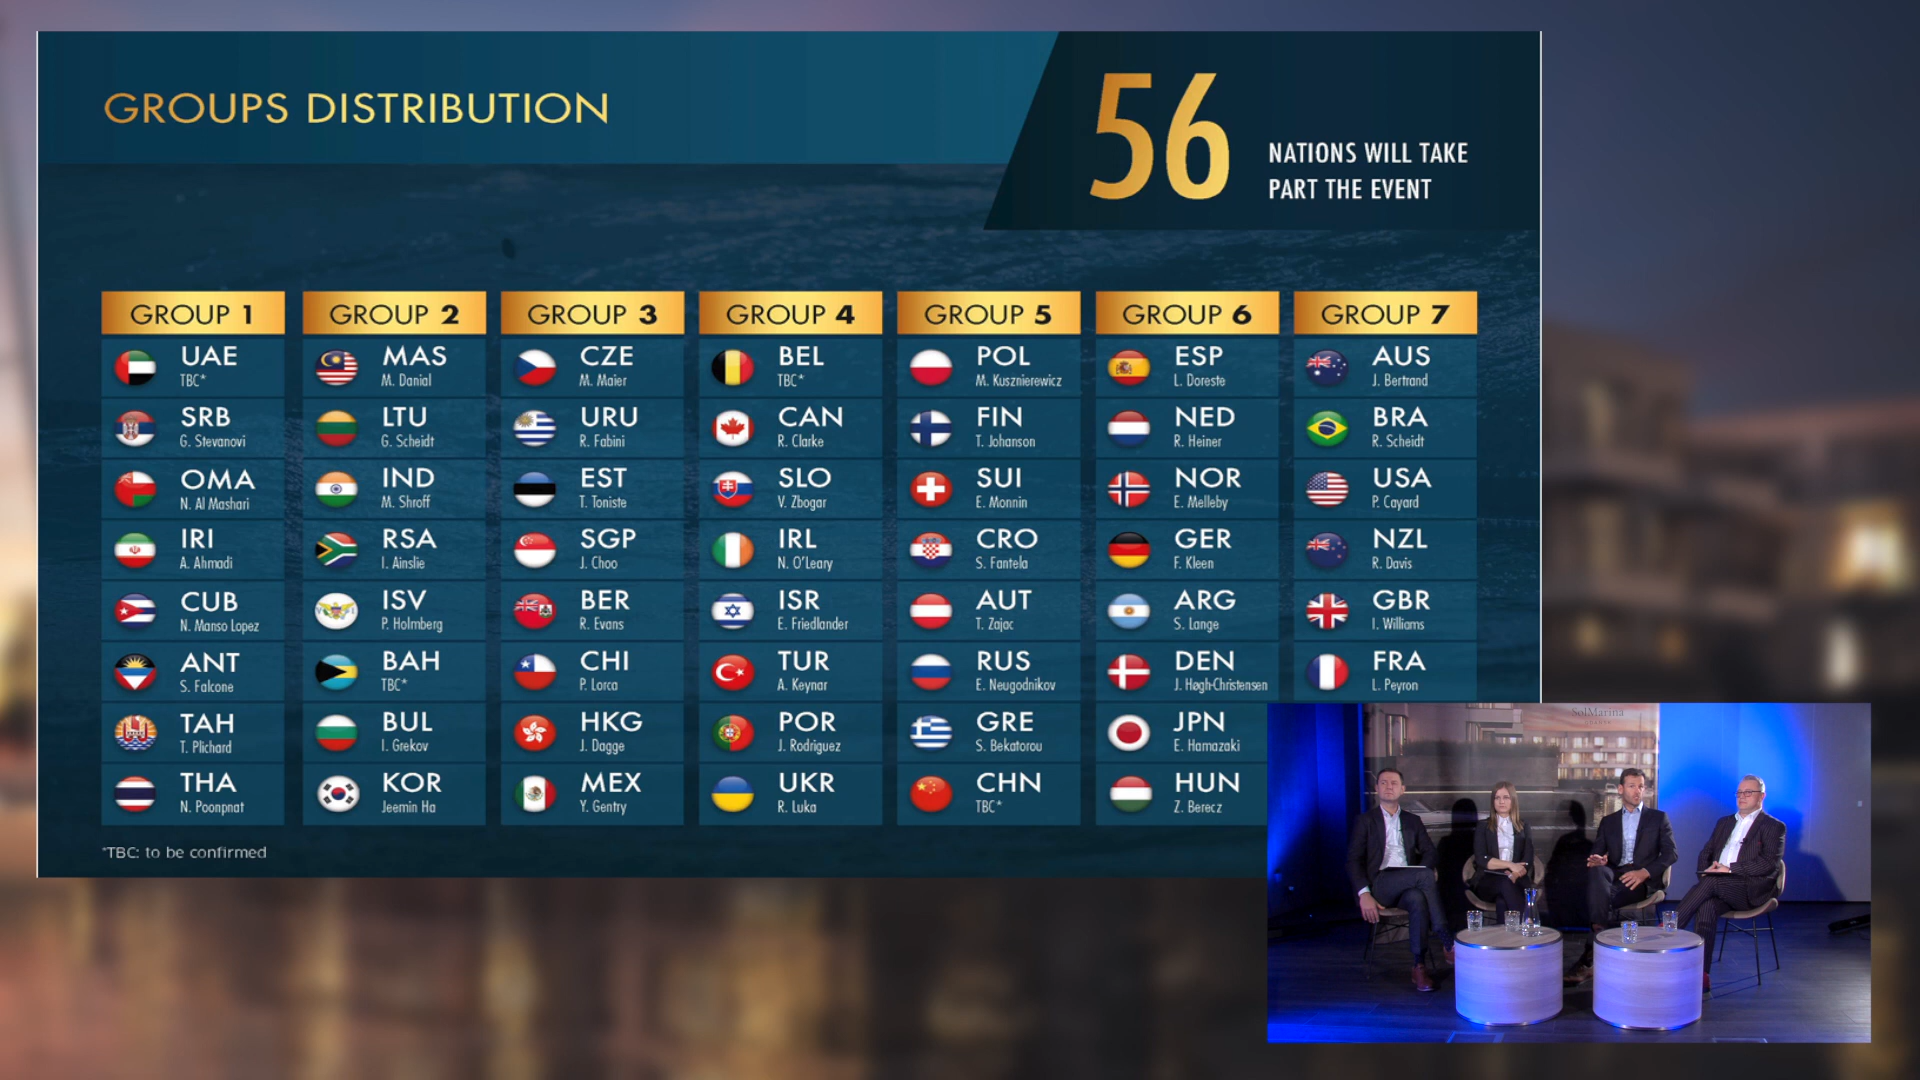 GROUPS DISTRIBUTION
56
NATIONS WILL TAKE
PART THE EVENT
GROUP 1
UAE
TBC*
SRB
G. Stevanovi
OMA
N. Al Mashari
IRI
A. Ahmadi
CUB
N. Manso Lopez
ANT
S. Falcone
TAH
T. Plichard
THA
N. Poonpnat
GROUP 2
MAS
M. Danial
LTU
G. Scheidt
IND
M. Shroff
RSA
I. Ainslie
ISV
P. Holmberg
BAH
TBC*
BUL
I. Grekov
KOR
Jeemin Ha
GROUP 3
CZE
M. Maier
URU
R. Fabini
EST
T. Toniste
SGP
J. Choo
BER
R. Evans
CHI
P. Lorca
HKG
J. Dagge
MEX
Y. Gentry
GROUP 4
BEL
TBC*
CAN
R. Clarke
SLO
V. Zbogar
IRL
N. O'Leary
ISR
E. Friedlander
TUR
A. Keynar
POR
J. Rodriguez
UKR
R. Luka
GROUP 5
POL
M. Kusznierewicz
FIN
T. Johanson
SUI
E. Monnin
CRO
S. Fantela
AUT
T. Zajac
RUS
E. Neugodnikov
GRE
S. Bekatorou
CHN
TBC*
GROUP 6
ESP
L. Doreste
NED
R. Heiner
NOR
E. Melleby
GER
F. Kleen
ARG
S. Lange
DEN
J. Høgh-Christensen
JPN
E. Hamazaki
HUN
Z. Berecz
GROUP 7
AUS
J. Bertrand
BRA
R. Scheidt
USA
P. Cayard
NZL
R. Davis
GBR
I. Williams
FRA
L. Peyron
*TBC: to be confirmed
SolMarina